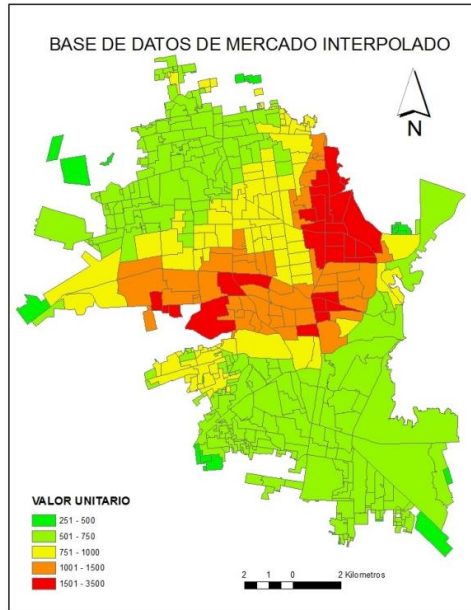 BASE DE DATOS DE MERCADO INTERPOLADO
N
VALOR UNITARIO
251 - 500
501 - 750
751 - 1000
1001 - 1500
1501 - 3500
2 1 0 2 Kilometros